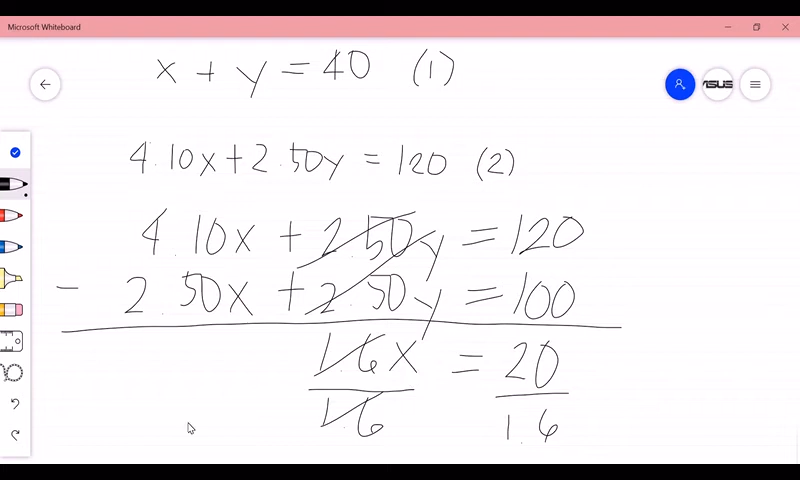 Microsoft Whiteboard
x + y = 40 (1)
ASUS
4.10x + 2.50y = 120 (2)
4.10x + 2.50y = 120
- 2.50x + 2.50y = 100
1.6x = 20
1.6 1.6